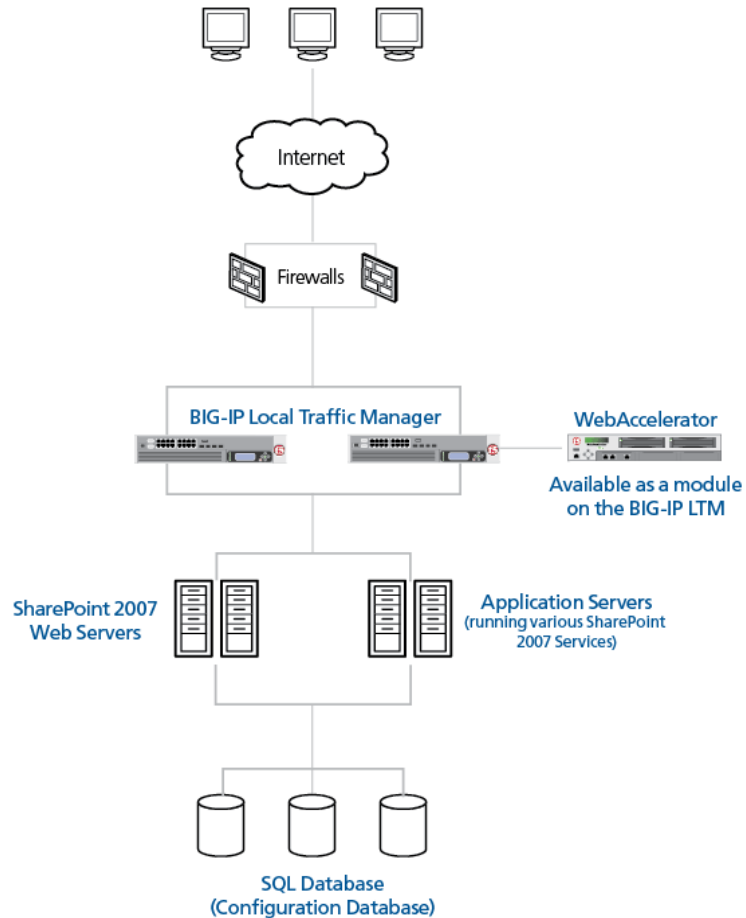 Internet
Firewalls
BIG-IP Local Traffic Manager
WebAccelerator
Available as a module
on the BIG-IP LTM
SharePoint 2007
Web Servers
Application Servers
(running various SharePoint
2007 Services)
SQL Database
(Configuration Database)